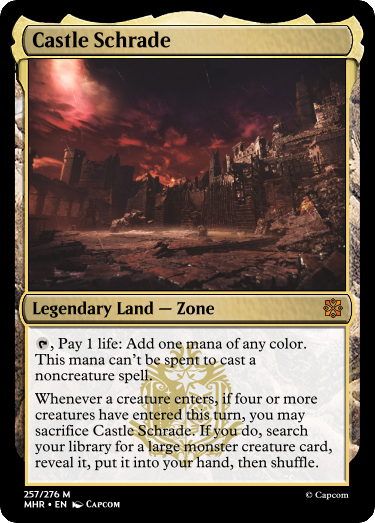 Castle Schrade
Legendary Land — Zone
, Pay 1 life: Add one mana of any color.
This mana can't be spent to cast a
noncreature spell.
Whenever a creature enters, if four or more
creatures have entered this turn, you may
sacrifice Castle Schrade. If you do, search
your library for a large monster creature card,
reveal it, put it into your hand, then shuffle.
257/276 M
MHR • EN Capcom
© Capcom